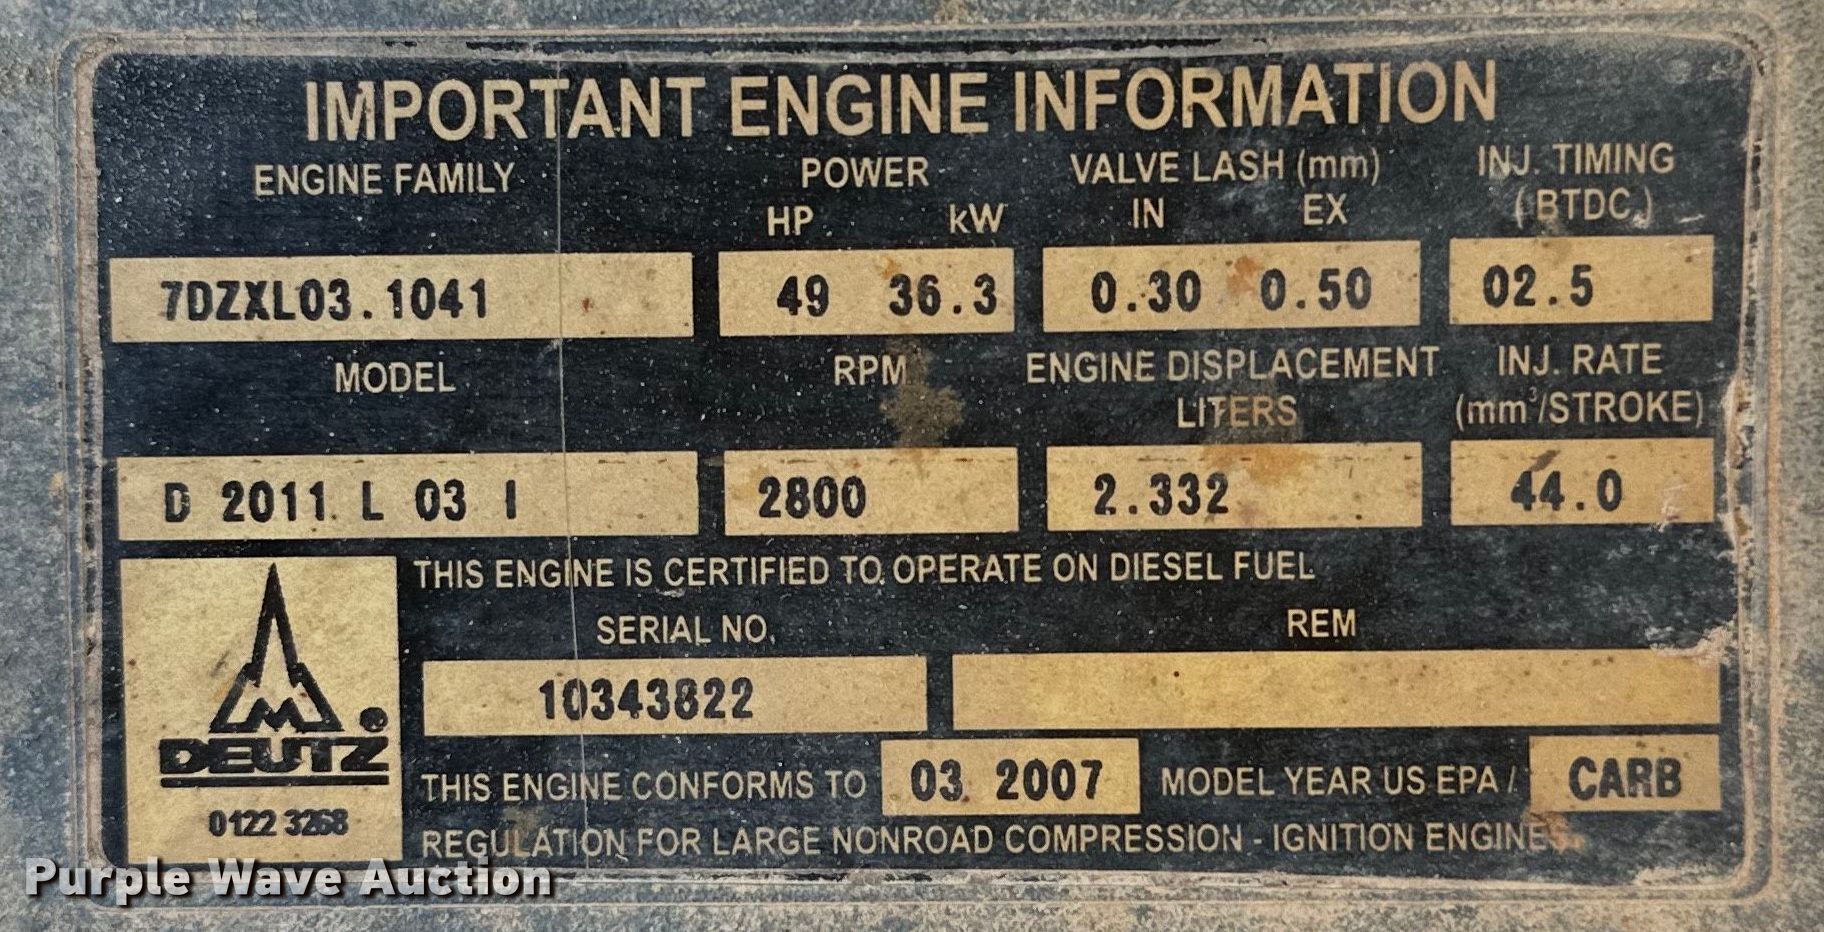 IMPORTANT ENGINE INFORMATION
ENGINE FAMILY POWER VALVE LASH (mm) INJ. TIMING
HP kW IN EX (BTDC.)
7DZXL03.1041 49 36.3 0.30 0.50 02.5
MODEL RPM ENGINE DISPLACEMENT INJ. RATE
LITERS (mm³/STROKE)
D 2011 L 03 I 2800 2.332 44.0
THIS ENGINE IS CERTIFIED TO OPERATE ON DIESEL FUEL
SERIAL NO. REM
10343822
M ®
DEUTZ
0122 3268
THIS ENGINE CONFORMS TO 03 2007 MODEL YEAR US EPA / CARB
REGULATION FOR LARGE NONROAD COMPRESSION - IGNITION ENGINES.
Purple Wave Auction